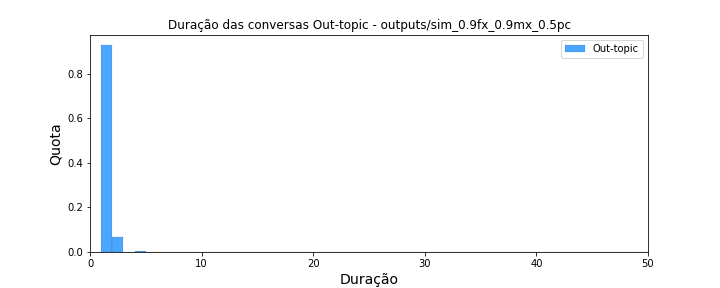 Duração das conversas Out-topic - outputs/sim_0.9fx_0.9mx_0.5pc
Out-topic
Quota
0.8
0.6
0.4
0.2
0.0
0 10 20 30 40 50
Duração